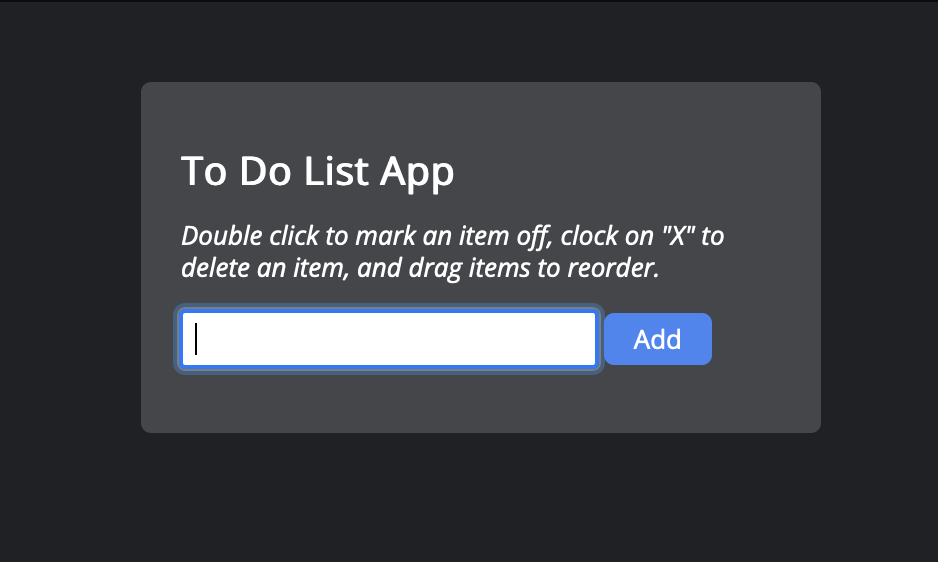 To Do List App
Double click to mark an item off, clock on "X" to
delete an item, and drag items to reorder.
Add